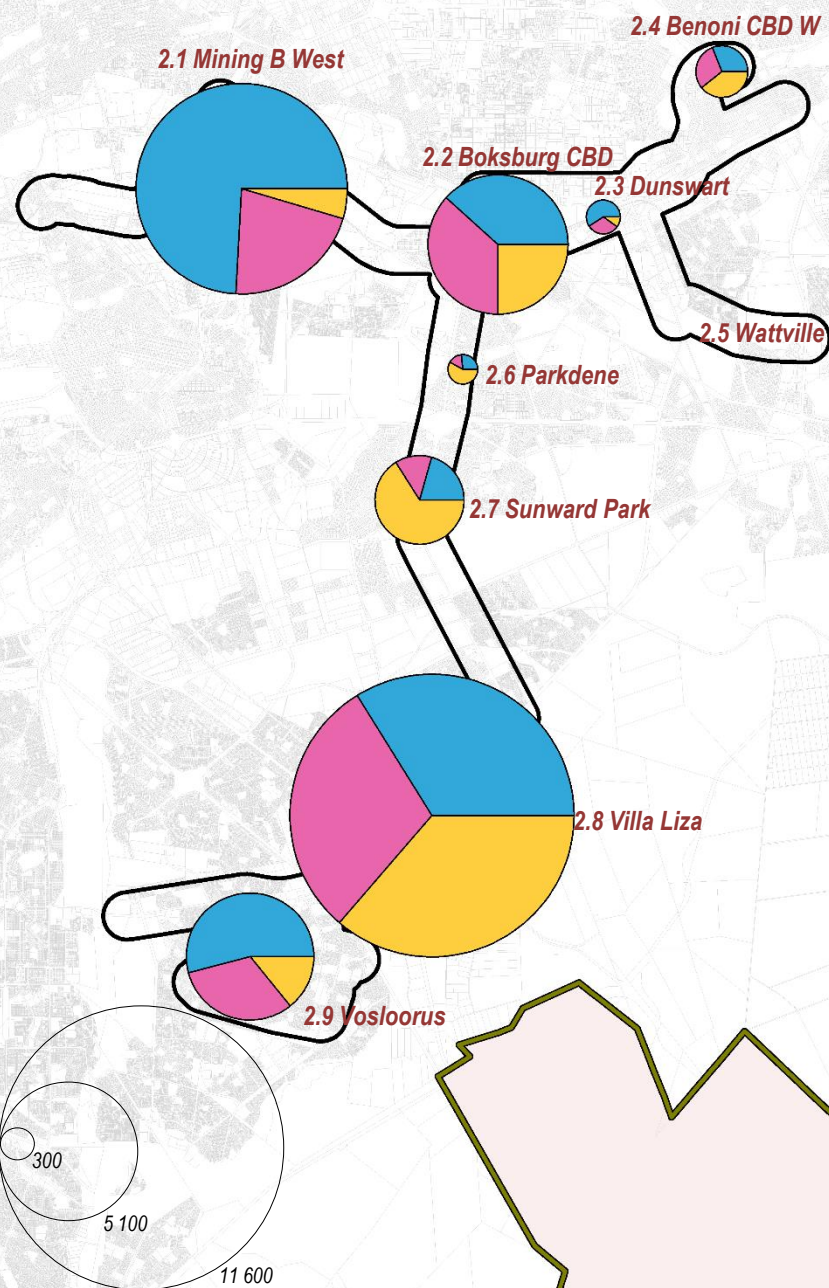 2.4 Benoni CBD W
2.1 Mining B West
2.2 Boksburg CBD
2.3 Dunswart
2.5 Wattville
2.6 Parkdene
2.7 Sunward Park
2.8 Villa Liza
2.9 Vosloorus
300
5 100
11 600